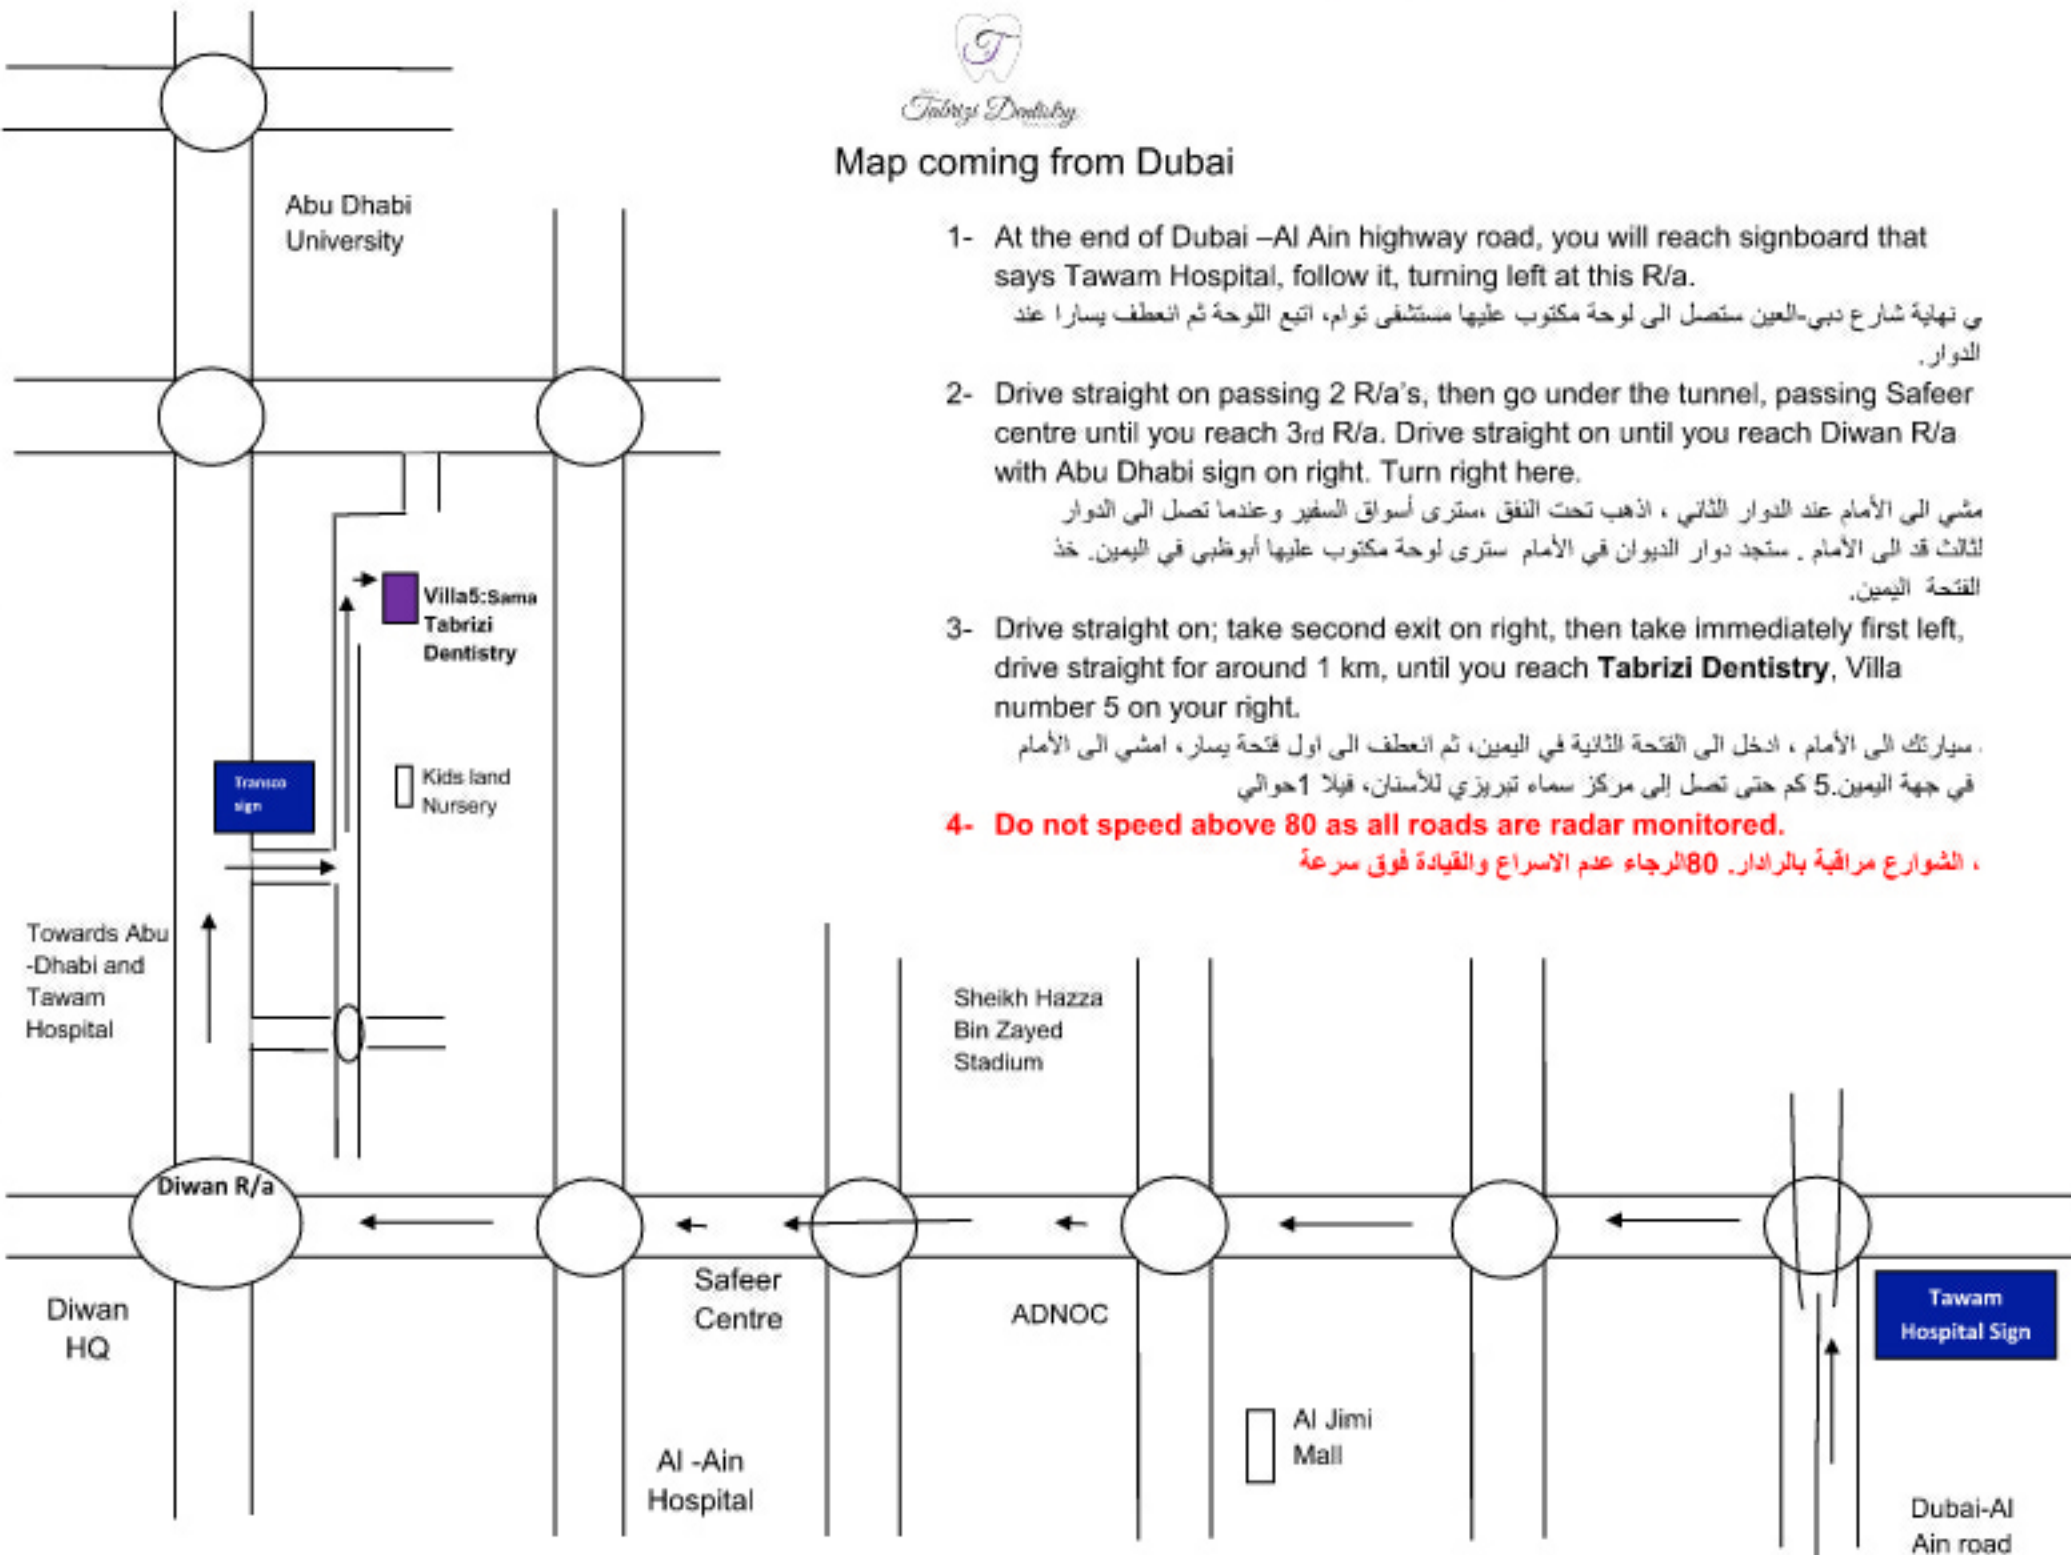 T
Tabrizi Dentistry
Map coming from Dubai
1- At the end of Dubai –Al Ain highway road, you will reach signboard that
says Tawam Hospital, follow it, turning left at this R/a.
ي نهاية شارع دبي-العين ستصل الى لوحة مكتوب عليها مستشفى توام، اتبع اللوحة ثم انعطف يسارا عند
الدوار.
2- Drive straight on passing 2 R/a's, then go under the tunnel, passing Safeer
centre until you reach 3rd R/a. Drive straight on until you reach Diwan R/a
with Abu Dhabi sign on right. Turn right here.
مشي الى الأمام عند الدوار الثاني ، اذهب تحت النفق ،سترى أسواق السفير وعندما تصل الى الدوار
لثالث قد الى الأمام . ستجد دوار الديوان في الأمام سترى لوحة مكتوب عليها أبوظبي في اليمين. خذ
الفتحة اليمين.
3- Drive straight on; take second exit on right, then take immediately first left,
drive straight for around 1 km, until you reach Tabrizi Dentistry, Villa
number 5 on your right.
، سيارتك الى الأمام ، ادخل الى الفتحة الثانية في اليمين، ثم انعطف الى اول فتحة يسار، امشي الى الأمام
في جهة اليمين.5 كم حتى تصل إلى مركز سماء تبريزي للأسنان، فيلا 1حوالي
4- Do not speed above 80 as all roads are radar monitored.
، الشوارع مراقبة بالرادار. 80الرجاء عدم الاسراع والقيادة فوق سرعة
Abu Dhabi
University
Villa5:Sama
Tabrizi
Dentistry
Transco
sign
Kids land
Nursery
Towards Abu
-Dhabi and
Tawam
Hospital
Sheikh Hazza
Bin Zayed
Stadium
Diwan R/a
Diwan
HQ
Safeer
Centre
ADNOC
Tawam
Hospital Sign
Al -Ain
Hospital
Al Jimi
Mall
Dubai-Al
Ain road